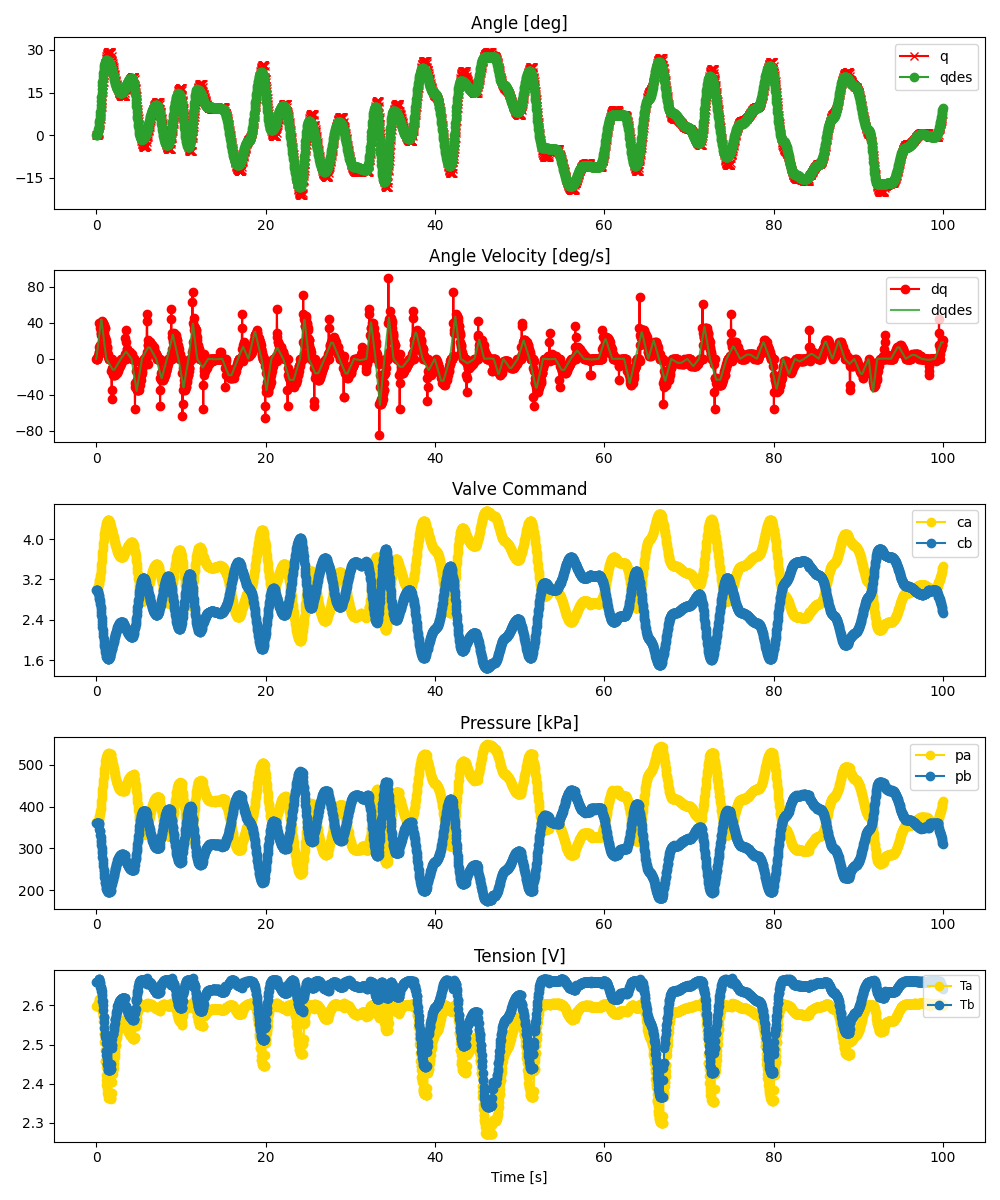 Angle [deg]
30
15
0
−15
q
qdes
0 20 40 60 80 100
Angle Velocity [deg/s]
80
40
0
−40
−80
dq
dqdes
0 20 40 60 80 100
Valve Command
4.0
3.2
2.4
1.6
ca
cb
0 20 40 60 80 100
Pressure [kPa]
500
400
300
200
pa
pb
0 20 40 60 80 100
Tension [V]
2.6
2.5
2.4
2.3
Ta
Tb
0 20 40 60 80 100
Time [s]